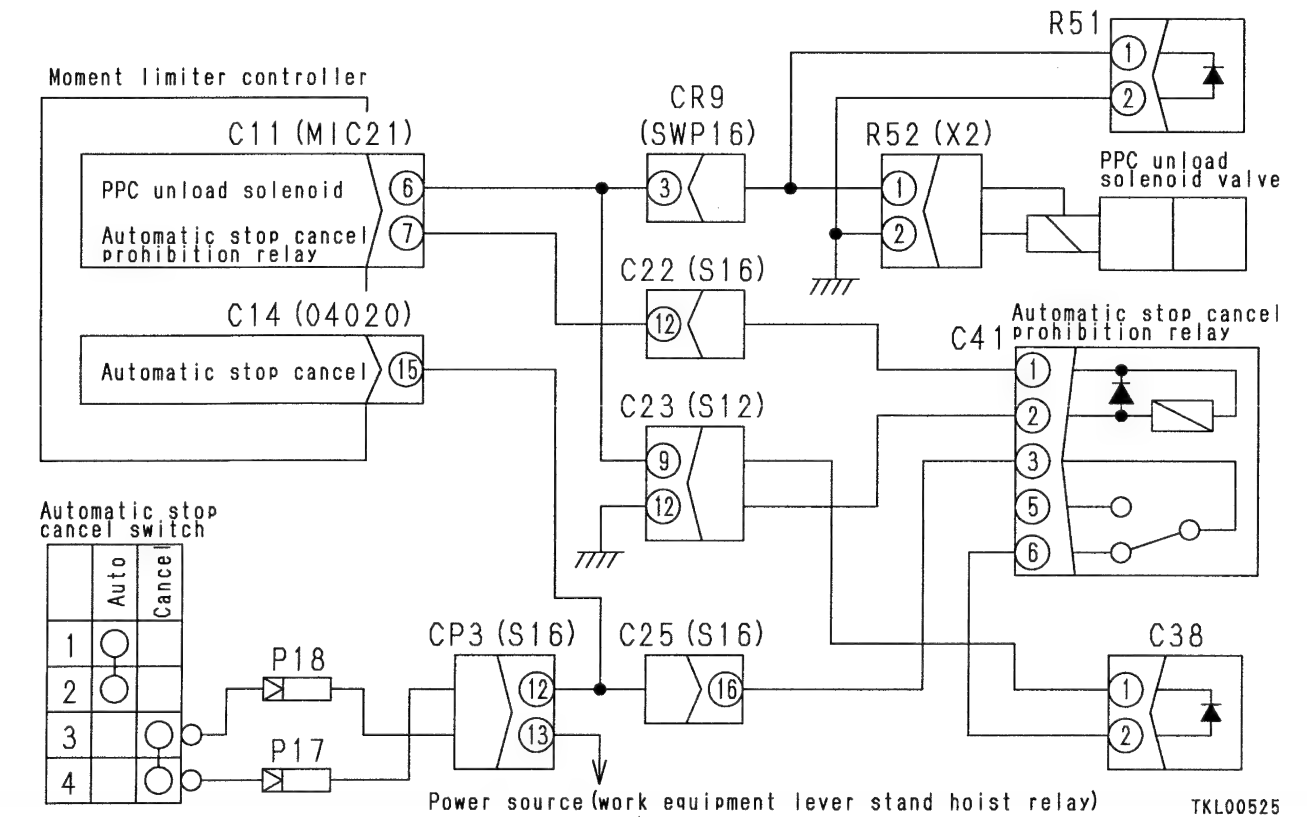 R51
1
2
Moment limiter controller
C11 (MIC21)
PPC unload solenoid
6
Automatic stop cancel
prohibition relay
7
C14 (04020)
Automatic stop cancel
15
CR9
(SWP16)
3
R52 (X2)
1
2
PPC unload
solenoid valve
C22 (S16)
12
C23 (S12)
9
12
Automatic stop cancel
prohibition relay
C41
1
2
3
5
6
Automatic stop
cancel switch
Auto
Cancel
1
2
3
4
P18
P17
CP3 (S16)
12
13
C25 (S16)
16
C38
1
2
Power source (work equipment lever stand hoist relay)
TKL00525